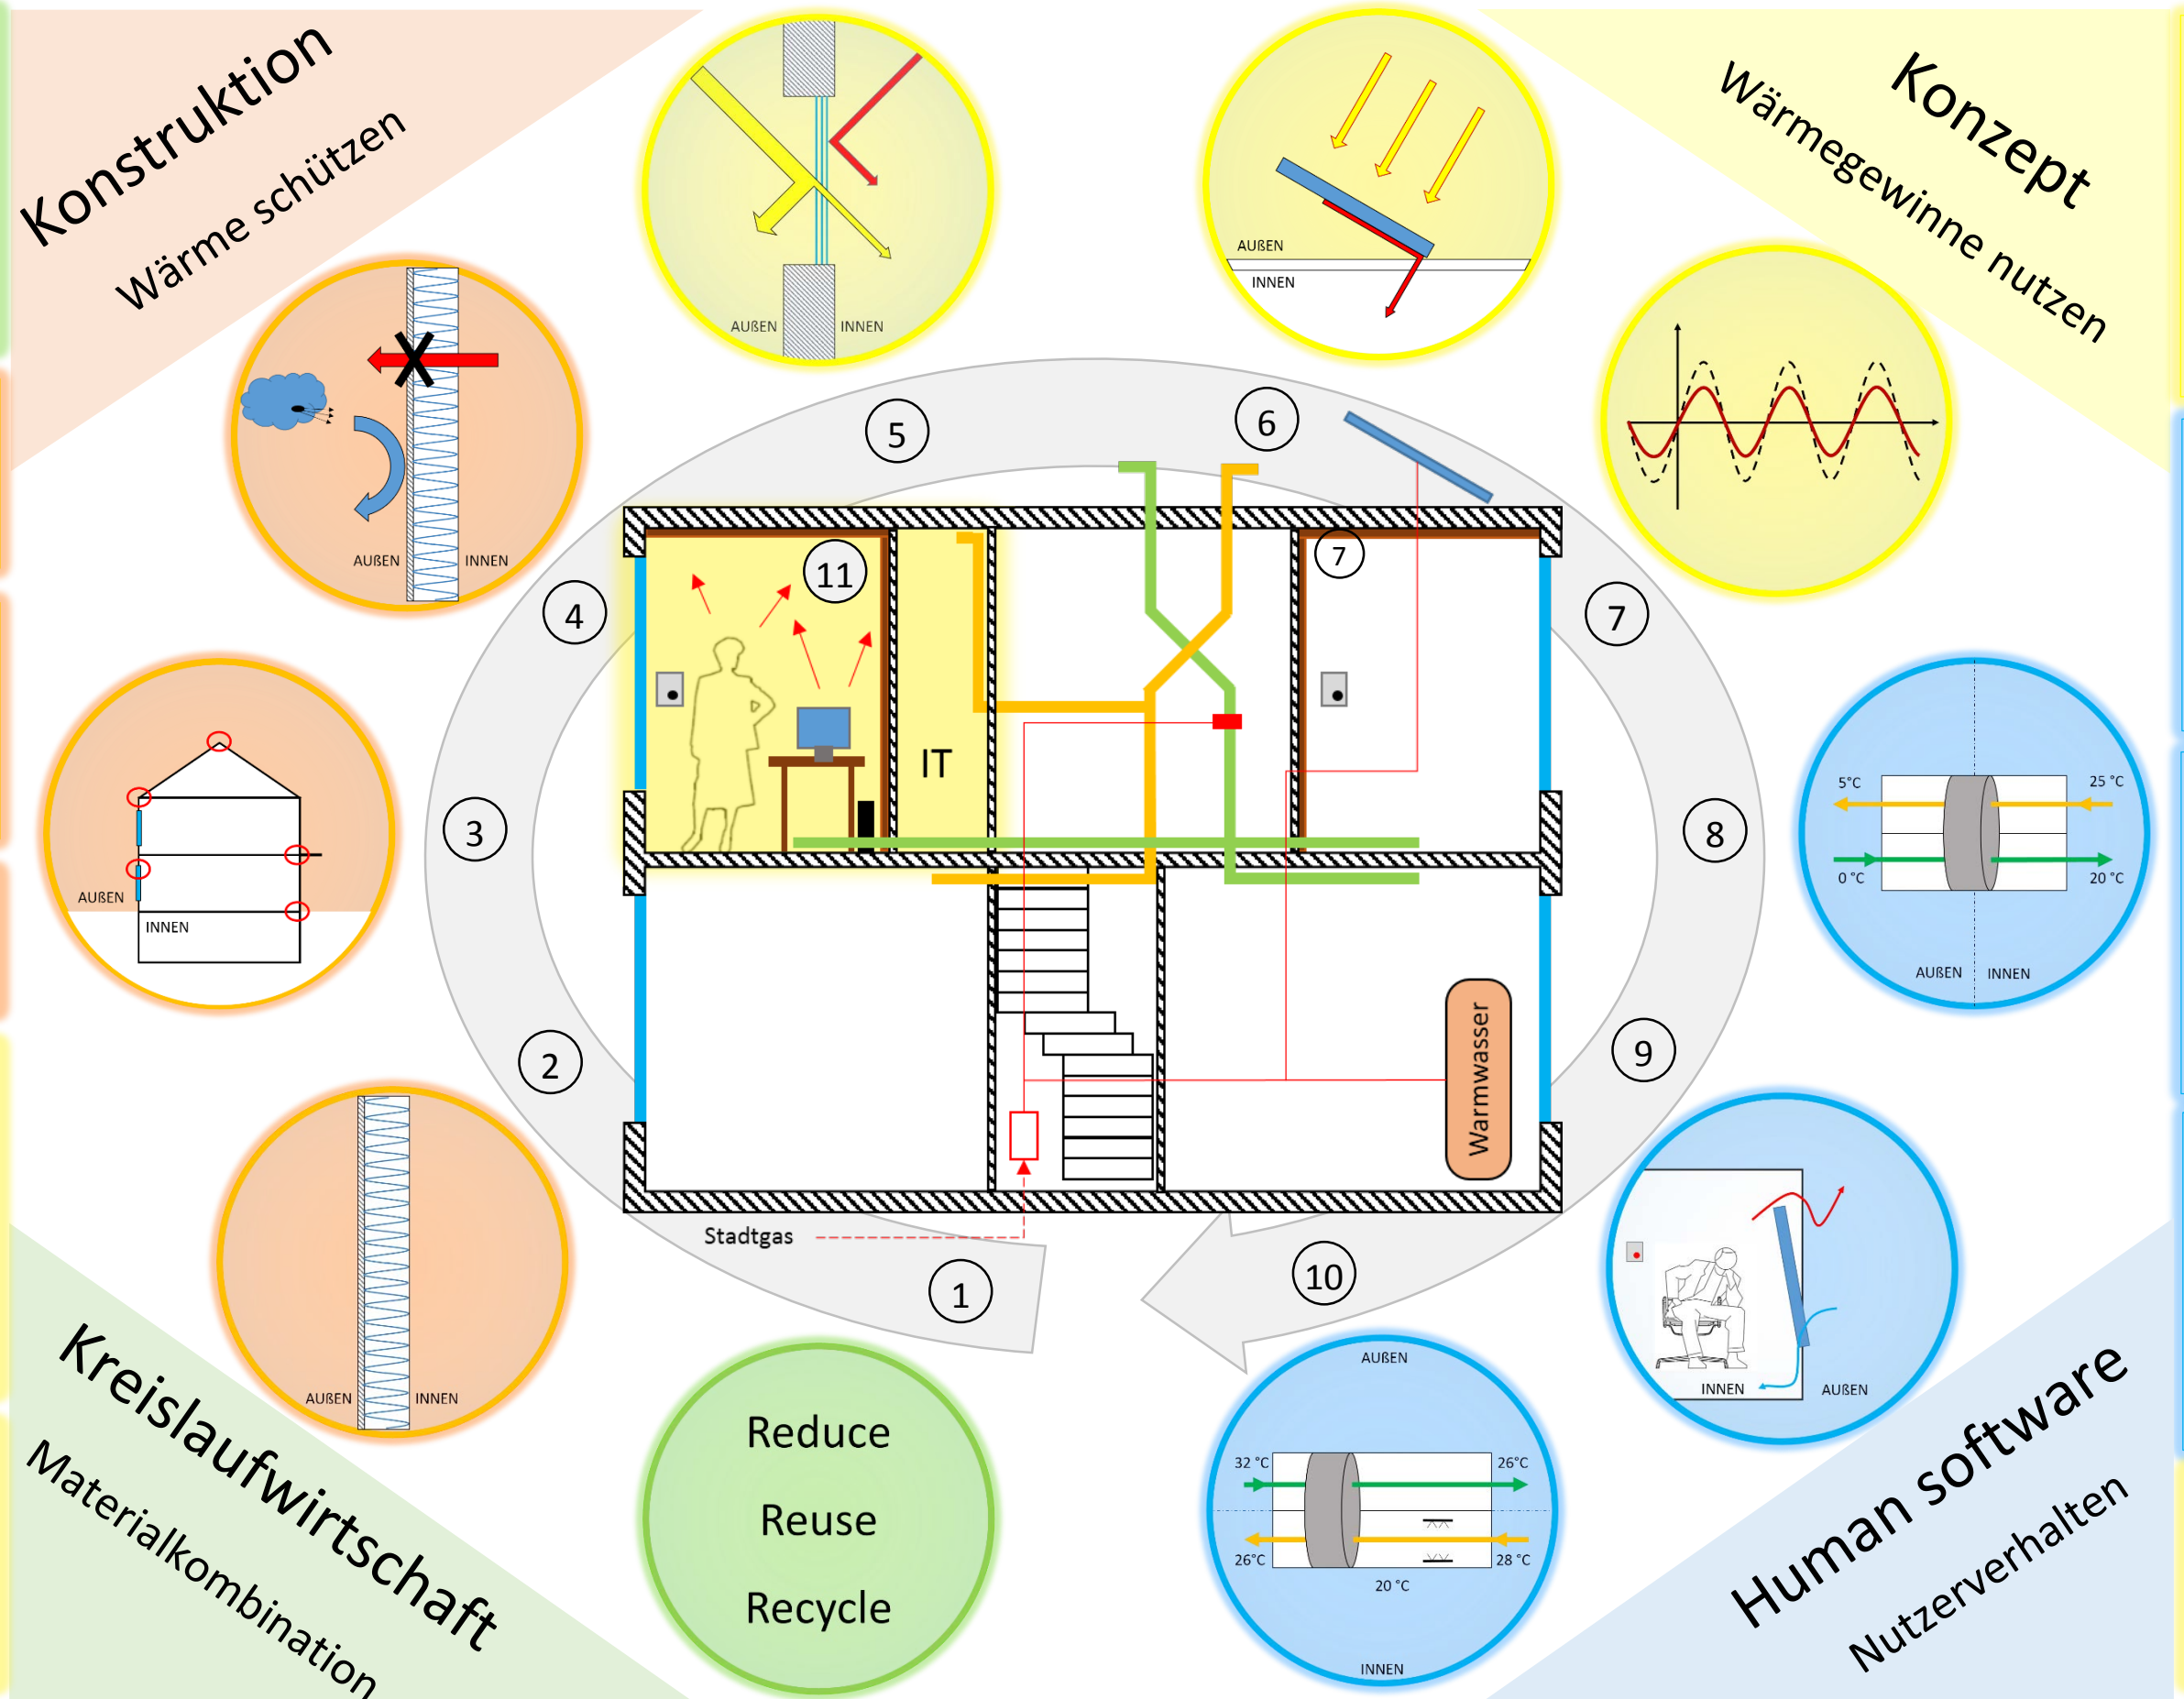 Konstruktion
Wärme schützen
Konzept
Wärmegewinne nutzen
AUßEN
INNEN
AUßEN
INNEN
AUßEN
INNEN
5
6
4
11
7
7
IT
3
8
AUßEN
INNEN
5°C
25 °C
0 °C
20 °C
AUßEN
INNEN
2
9
Warmwasser
Stadtgas
1
10
AUßEN
INNEN
INNEN
AUßEN
Kreislaufwirtschaft
Materialkombination
Reduce
Reuse
Recycle
AUßEN
32 °C
26°C
26°C
28 °C
20 °C
INNEN
Human software
Nutzerverhalten